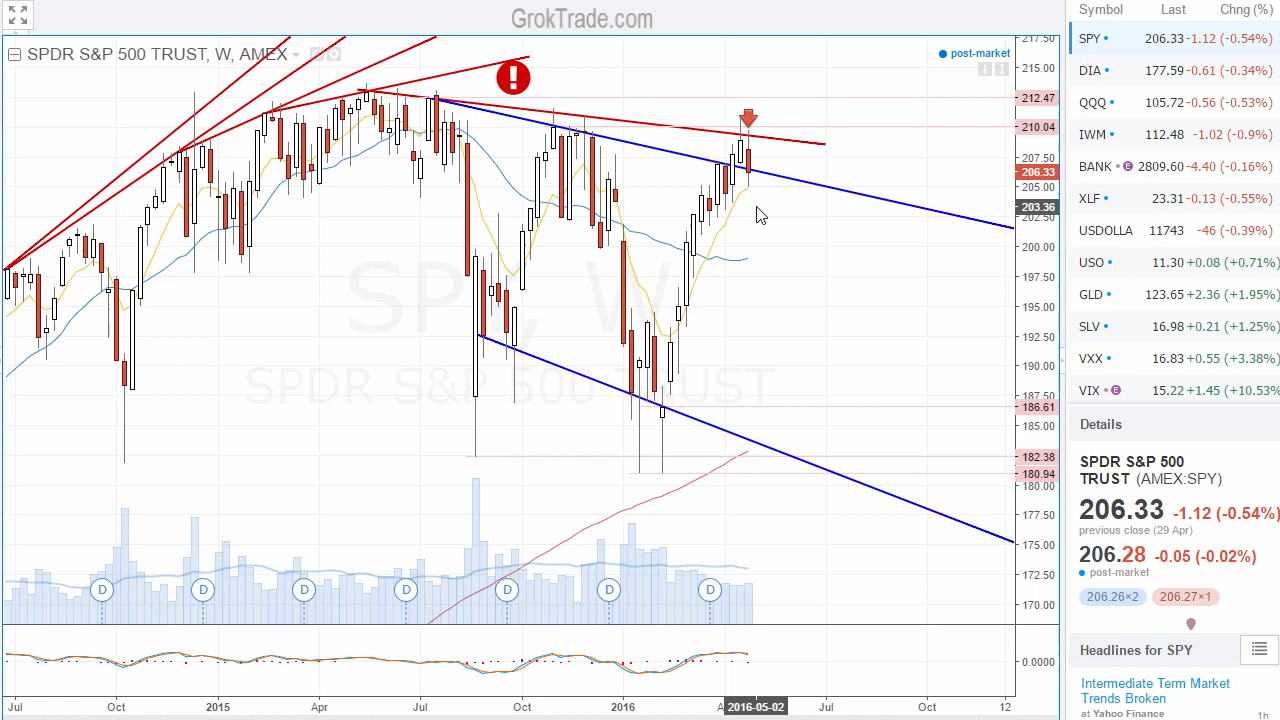 GrokTrade.com
SPDR S&P 500 TRUST, W, AMEX
post-market
SPY, W
SPDR S&P 500 TRUST
217.50
215.00
212.47
210.04
207.50
206.33
205.00
203.36
202.50
200.00
197.50
195.00
192.50
190.00
187.50
186.61
185.00
182.38
180.94
180.00
177.50
175.00
172.50
170.00
0.0000
D D D D D D D
Jul Oct 2015 Apr Jul Oct 2016 A 2016-05-02 Jul Oct 12
Symbol Last Chng (%)
SPY 206.33 -1.12 (-0.54%)
DIA 177.59 -0.61 (-0.34%)
QQQ 105.72 -0.56 (-0.53%)
IWM 112.48 -1.02 (-0.9%)
BANK E 2809.60 -4.40 (-0.16%)
XLF 23.31 -0.13 (-0.55%)
USDOLLA 11743 -46 (-0.39%)
USO 11.30 +0.08 (+0.71%)
GLD 123.65 +2.36 (+1.95%)
SLV 16.98 +0.21 (+1.25%)
VXX 16.83 +0.55 (+3.38%)
VIX E 15.22 +1.45 (+10.53%
Details
SPDR S&P 500
TRUST (AMEX:SPY)
206.33 -1.12 (-0.54%)
previous close (29 Apr)
206.28 -0.05 (-0.02%)
post-market
206.26×2 206.27×1
Headlines for SPY
Intermediate Term Market
Trends Broken
at Yahoo Finance 1h